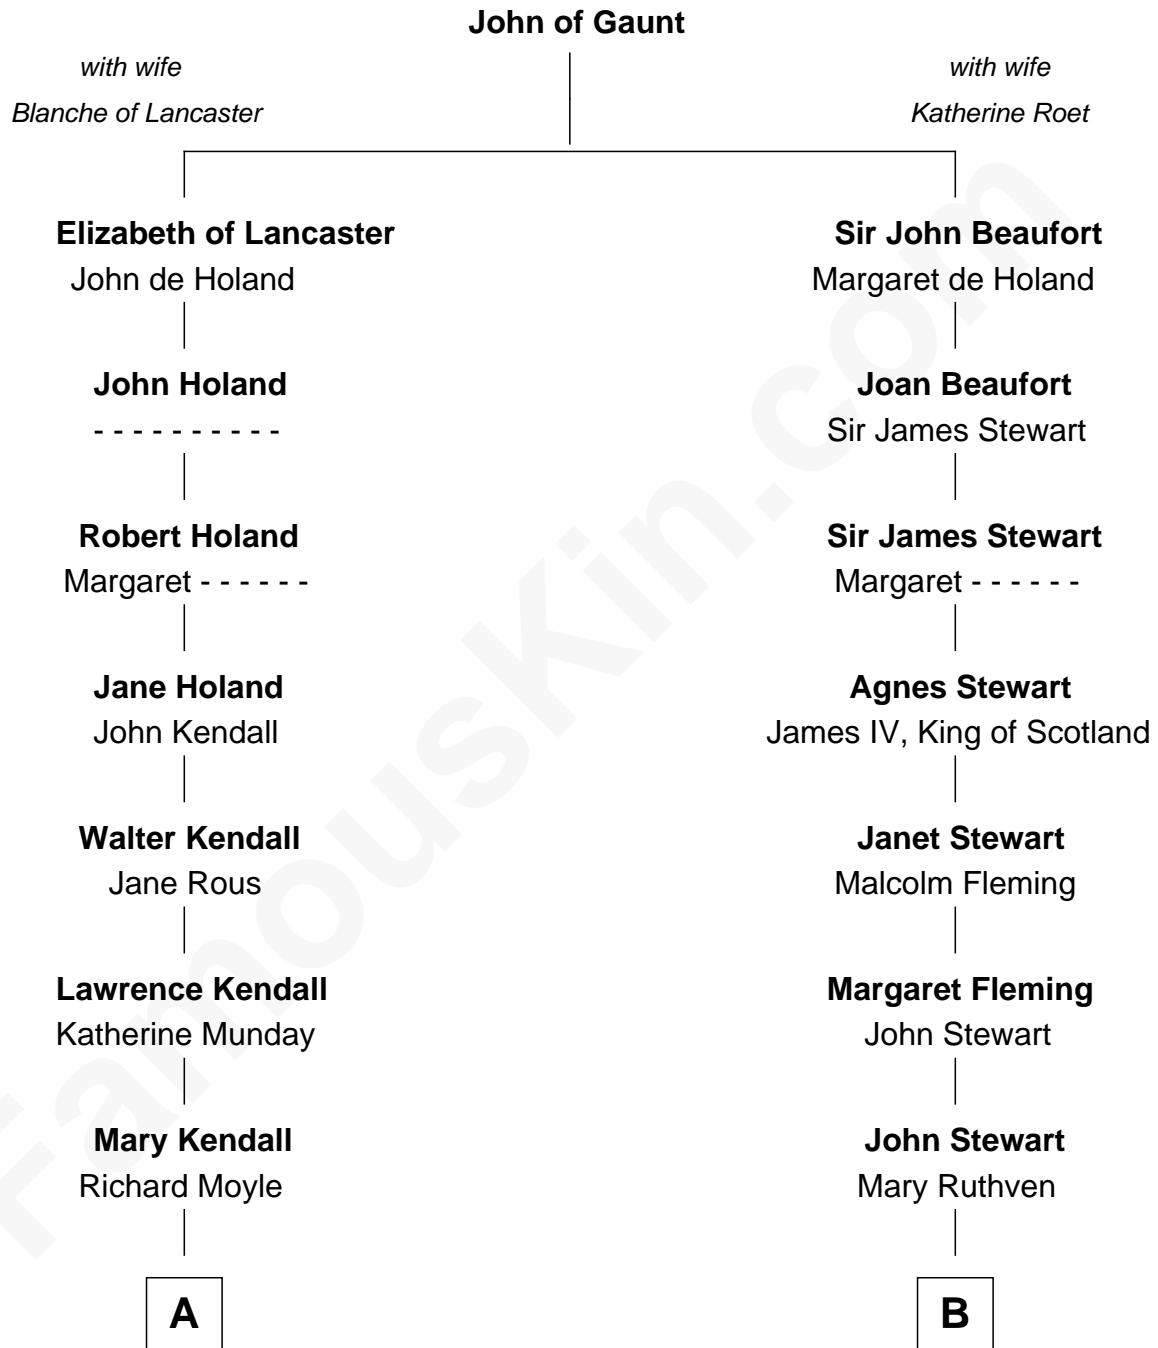 John of Gaunt
with wife
Blanche of Lancaster
with wife
Katherine Roet
Elizabeth of Lancaster
John de Holand
Sir John Beaufort
Margaret de Holand
John Holand
- - - - - - - - - -
Joan Beaufort
Sir James Stewart
Robert Holand
Margaret - - - - - -
Sir James Stewart
Margaret - - - - - -
Jane Holand
John Kendall
Agnes Stewart
James IV, King of Scotland
Walter Kendall
Jane Rous
Janet Stewart
Malcolm Fleming
Lawrence Kendall
Katherine Munday
Margaret Fleming
John Stewart
Mary Kendall
Richard Moyle
John Stewart
Mary Ruthven
A
B
FamousKin.com